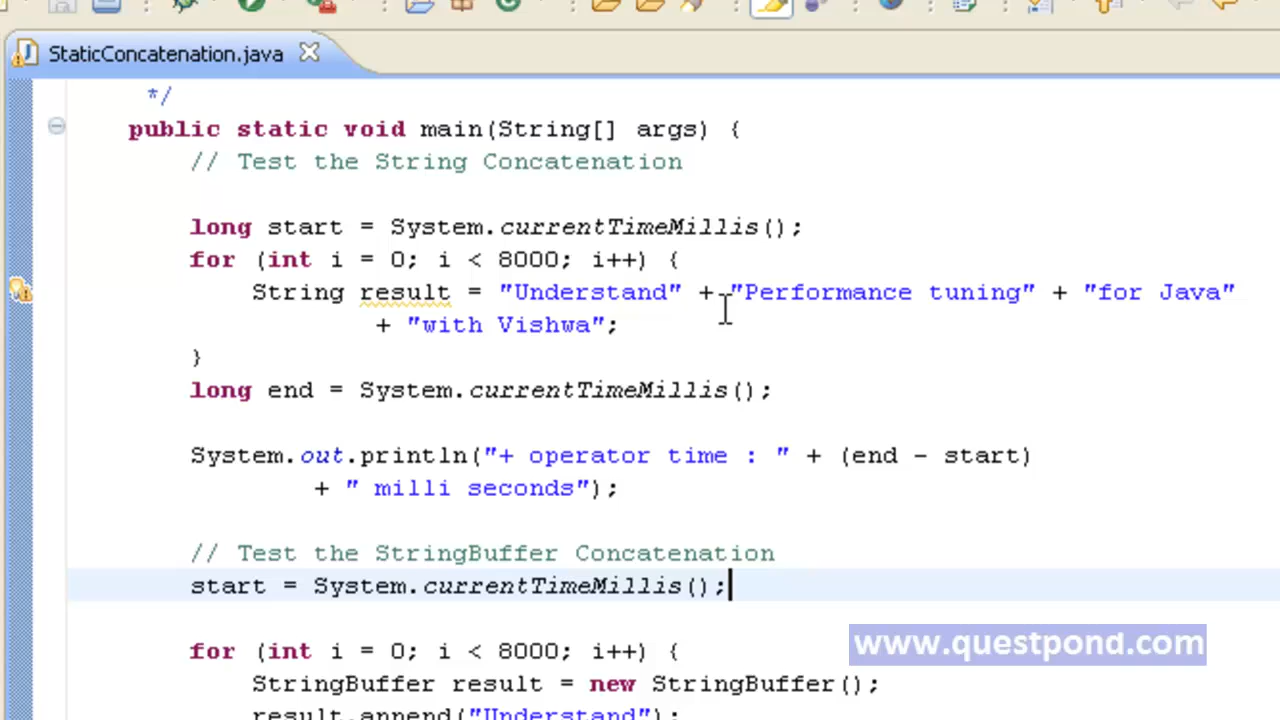 StaticConcatenation.java
*/
public static void main(String[] args) {
// Test the String Concatenation
long start = System.currentTimeMillis();
for (int i = 0; i < 8000; i++) {
String result = "Understand" + "Performance tuning" + "for Java"
+ "with Vishwa";
}
long end = System.currentTimeMillis();
System.out.println("+ operator time : " + (end - start)
+ " milli seconds");
// Test the StringBuffer Concatenation
start = System.currentTimeMillis();
for (int i = 0; i < 8000; i++) {
StringBuffer result = new StringBuffer();
result.append("Understand");
www.questpond.com